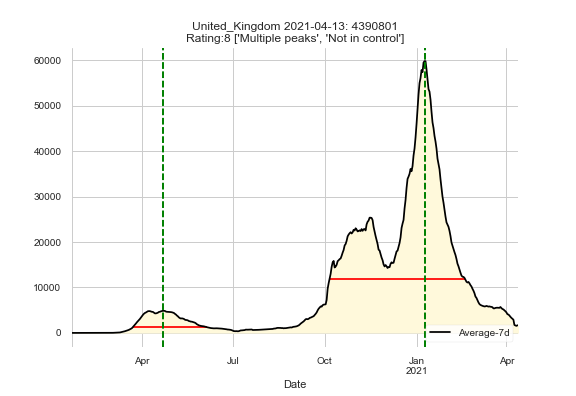 United_Kingdom 2021-04-13: 4390801
Rating:8 ['Multiple peaks', 'Not in control']
60000
50000
40000
30000
20000
10000
0
Average-7d
Apr Jul Oct Jan Apr
2021
Date